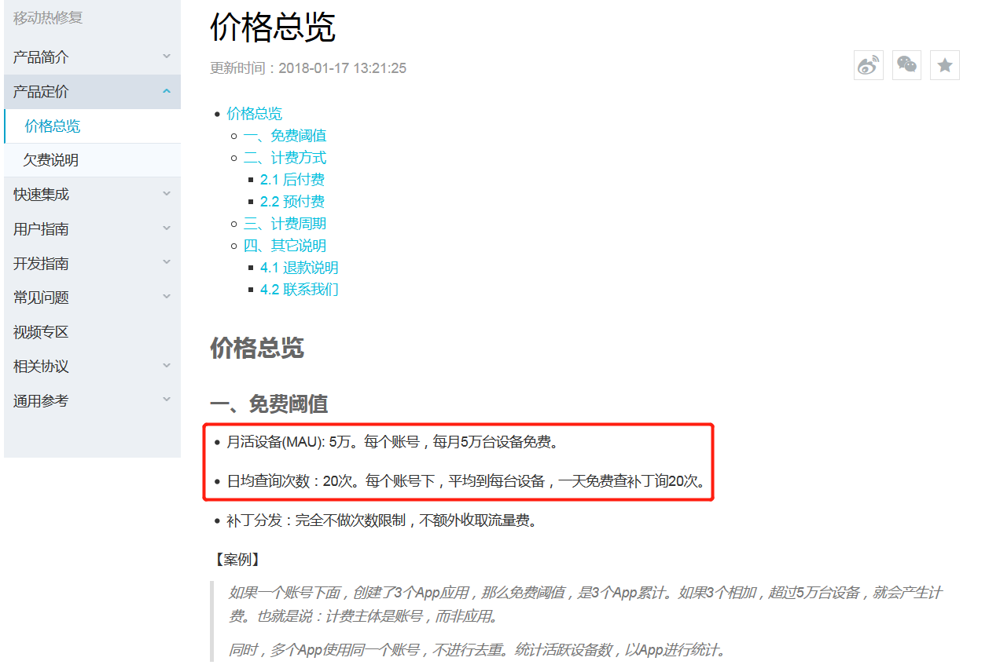 移动热修复
产品简介
产品定价
价格总览
欠费说明
快速集成
用户指南
开发指南
常见问题
视频专区
相关协议
通用参考
价格总览
更新时间：2018-01-17 13:21:25
价格总览
一、免费阈值
二、计费方式
2.1 后付费
2.2 预付费
三、计费周期
四、其它说明
4.1 退款说明
4.2 联系我们
价格总览
一、免费阈值
月活设备(MAU): 5万。每个账号，每月5万台设备免费。
日均查询次数：20次。每个账号下，平均到每台设备，一天免费查补丁询20次。
补丁分发：完全不做次数限制，不额外收取流量费。
【案例】
如果一个账号下面，创建了3个App应用，那么免费阈值，是3个App累计。如果3个相加，超过5万台设备，就会产生计
费。也就是说：计费主体是账号，而非应用。
同时，多个App使用同一个账号，不进行去重。统计活跃设备数，以App进行统计。